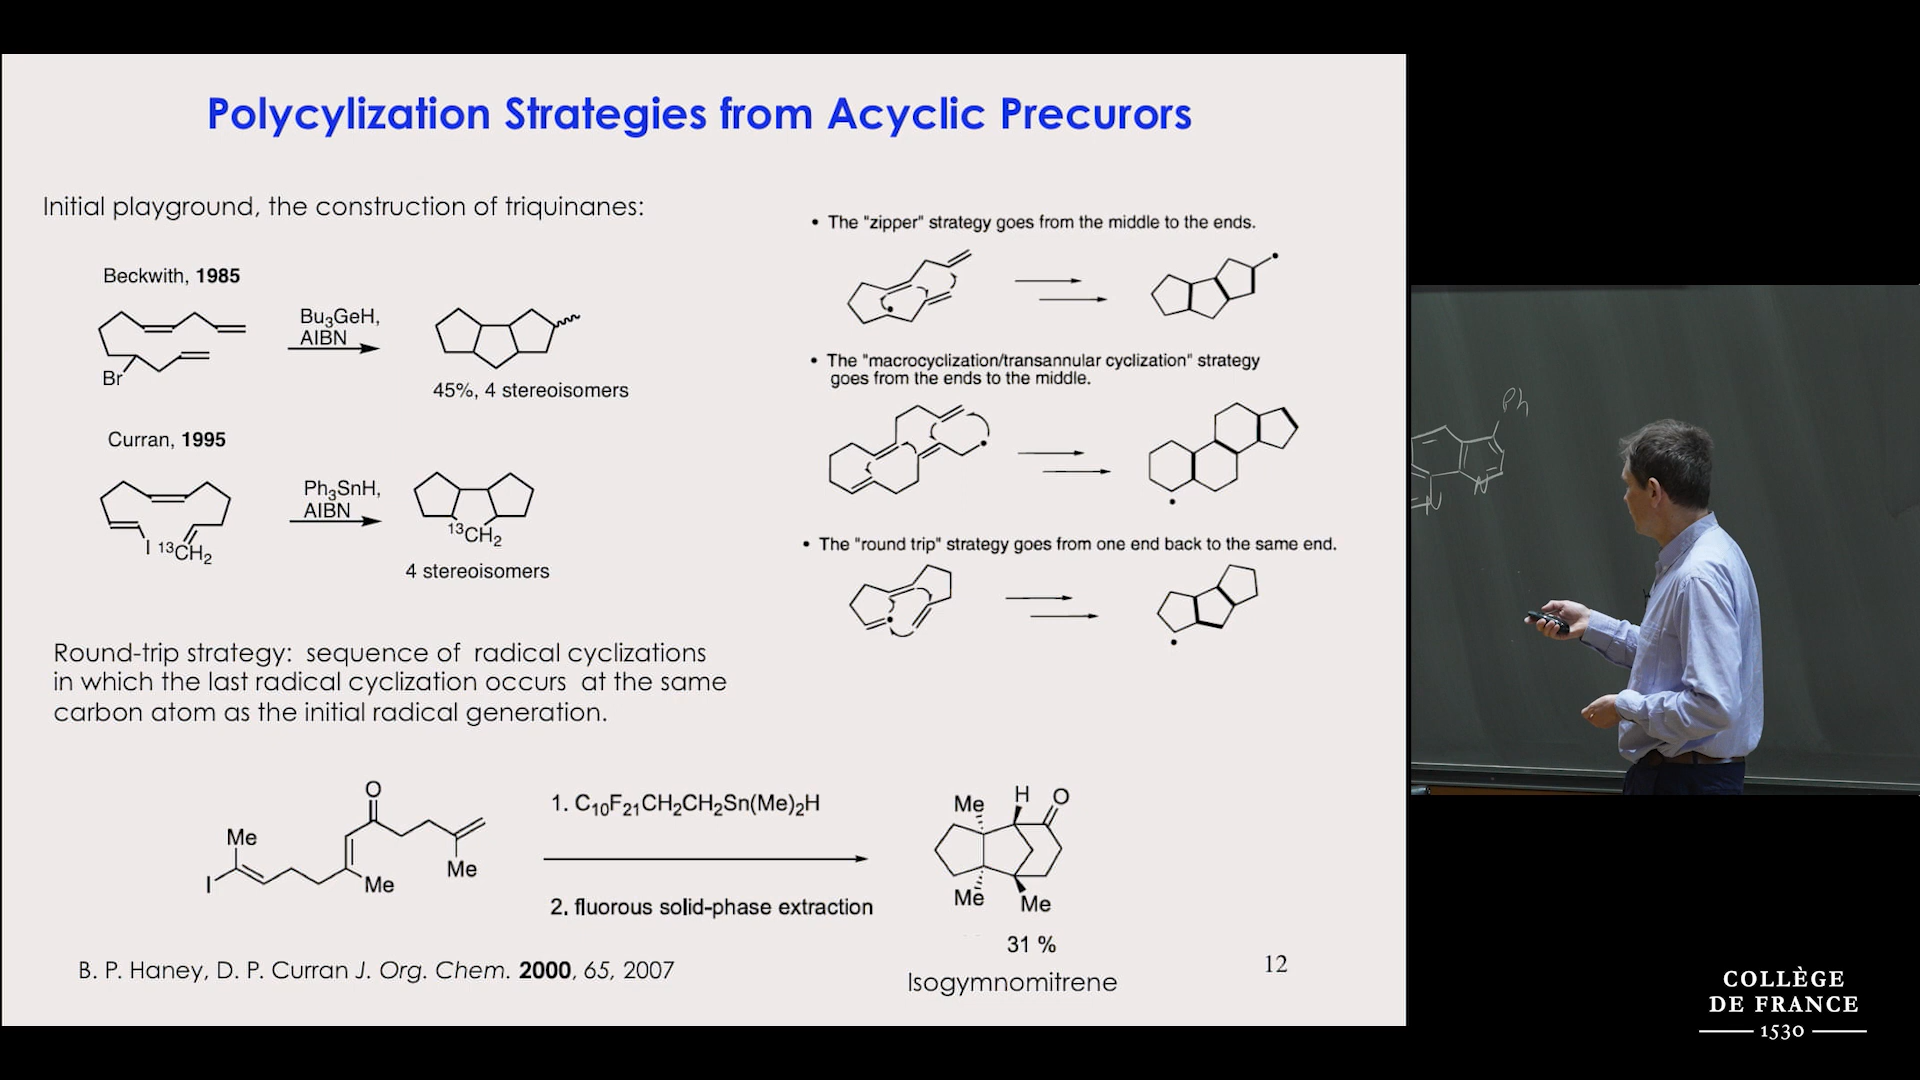 Polycylization Strategies from Acyclic Precurors
Initial playground, the construction of triquinanes:
Beckwith, 1985
Br
Bu3GeH,
AIBN
45%, 4 stereoisomers
Curran, 1995
I 13CH2
Ph3SnH,
AIBN
13CH2
4 stereoisomers
• The "zipper" strategy goes from the middle to the ends.
• The "macrocyclization/transannular cyclization" strategy
goes from the ends to the middle.
• The "round trip" strategy goes from one end back to the same end.
Round-trip strategy: sequence of radical cyclizations
in which the last radical cyclization occurs at the same
carbon atom as the initial radical generation.
O
Me
I
Me
Me
1. C10F21CH2CH2Sn(Me)2H
2. fluorous solid-phase extraction
Me H O
Me Me
31 %
Isogymnomitrene
B. P. Haney, D. P. Curran J. Org. Chem. 2000, 65, 2007
12
Ph
N
N
COLLÈGE
DE FRANCE
1530